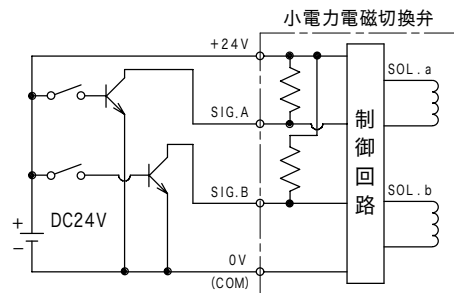 小電力電磁切換弁
+24V
SOL.a
SIG.A
制御回路
SIG.B
SOL.b
+
DC24V
−
0V
(COM)